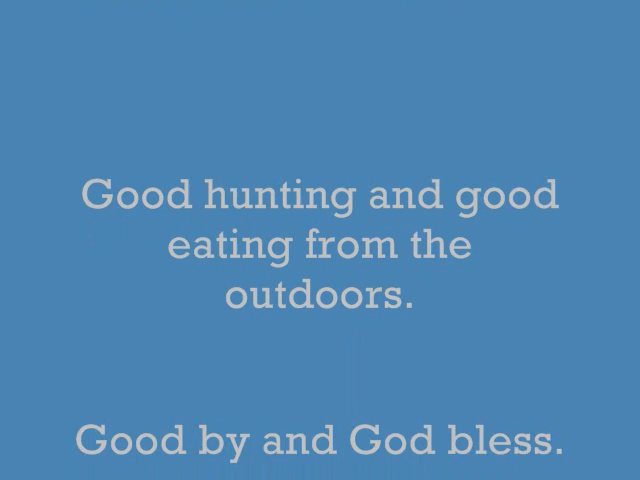 Good hunting and good
eating from the
outdoors.
Good by and God bless.